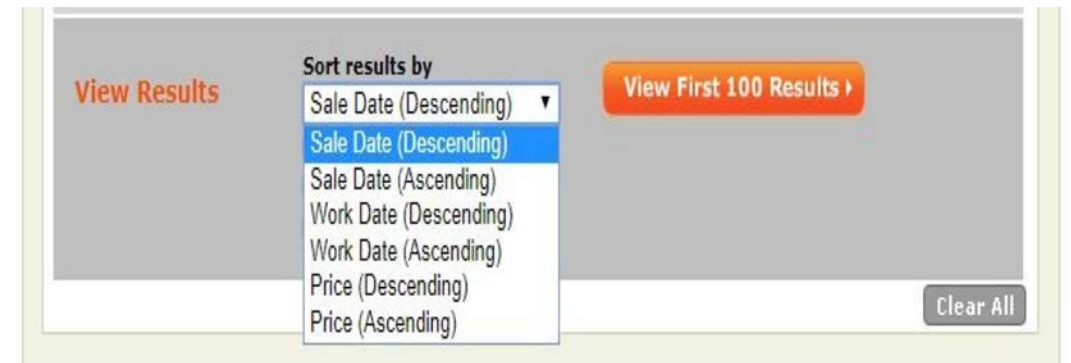 View Results
Sort results by
Sale Date (Descending)
Sale Date (Descending)
Sale Date (Ascending)
Work Date (Descending)
Work Date (Ascending)
Price (Descending)
Price (Ascending)
View First 100 Results
Clear All